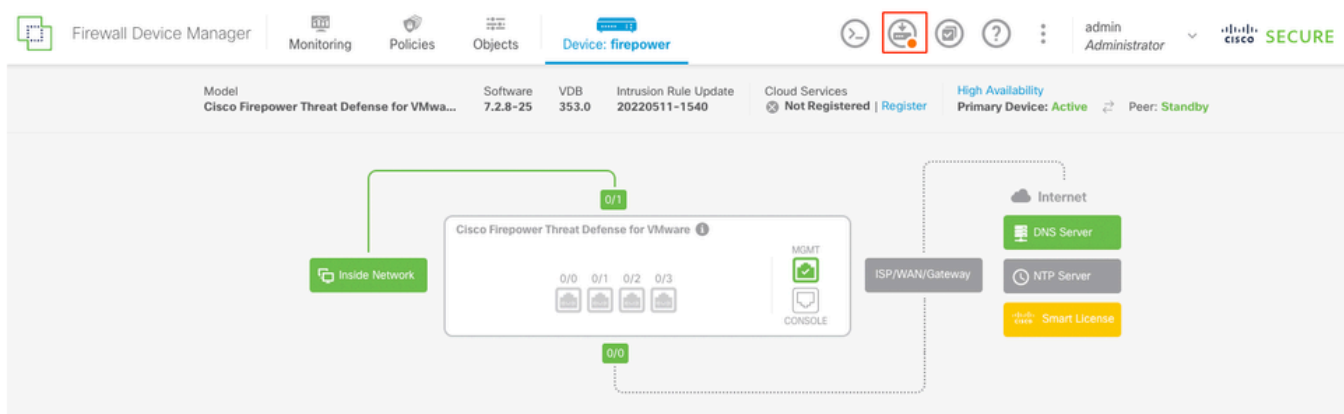 Firewall Device Manager
Monitoring
Policies
Objects
Device: firepower
admin
Administrator
cisco SECURE
Model
Cisco Firepower Threat Defense for VMwa...
Software
7.2.8-25
VDB
353.0
Intrusion Rule Update
20220511-1540
Cloud Services
Not Registered | Register
High Availability
Primary Device: Active Peer: Standby
0/1
Internet
Cisco Firepower Threat Defense for VMware
DNS Server
MGMT
Inside Network
0/0 0/1 0/2 0/3
ISP/WAN/Gateway
NTP Server
CONSOLE
cisco Smart License
0/0